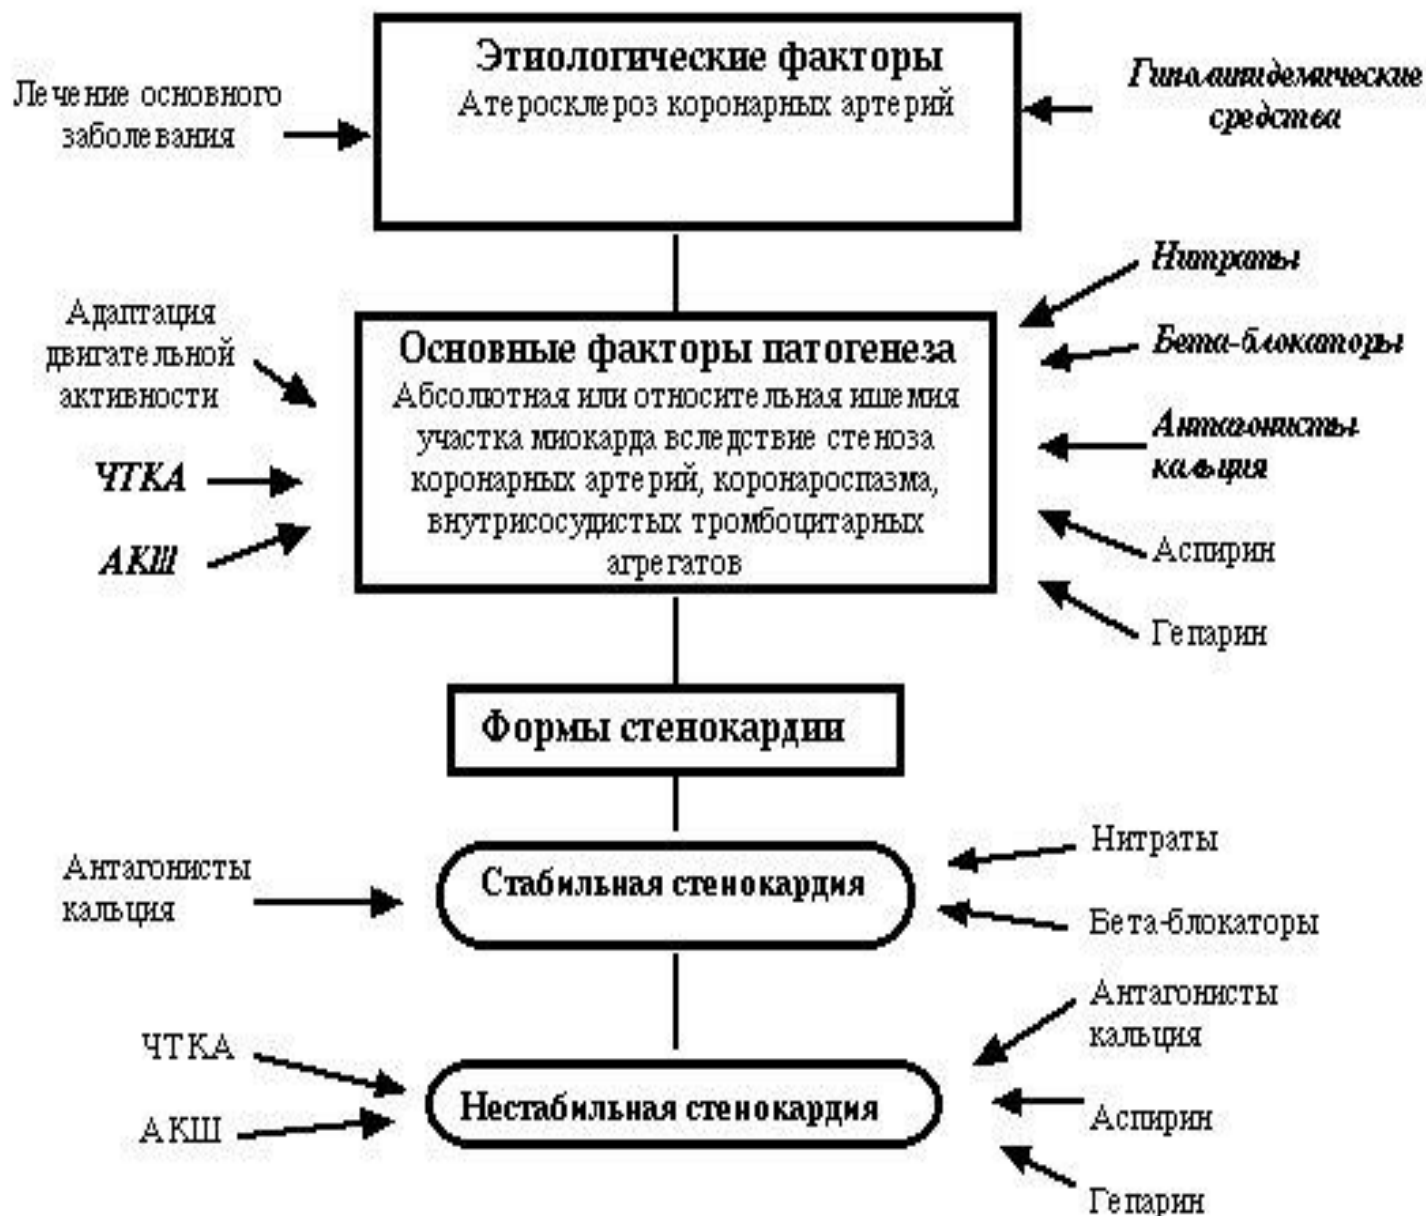 Этиологические факторы
Атеросклероз коронарных артерий
Лечение основного
заболевания
Гиполипидемические
средства
Нитраты
Адаптация
двигательной
активности
ЧТКА
АКШ
Основные факторы патогенеза
Абсолютная или относительная ишемия
участка миокарда вследствие стеноза
коронарных артерий, коронароспазма,
внутрисосудистых тромбоцитарных
агрегатов
Бета-блокаторы
Антагонисты
кальция
Аспирин
Гепарин
Формы стенокардии
Антагонисты
кальция
Стабильная стенокардия
Нитраты
Бета-блокаторы
ЧТКА
АКШ
Нестабильная стенокардия
Антагонисты
кальция
Аспирин
Гепарин